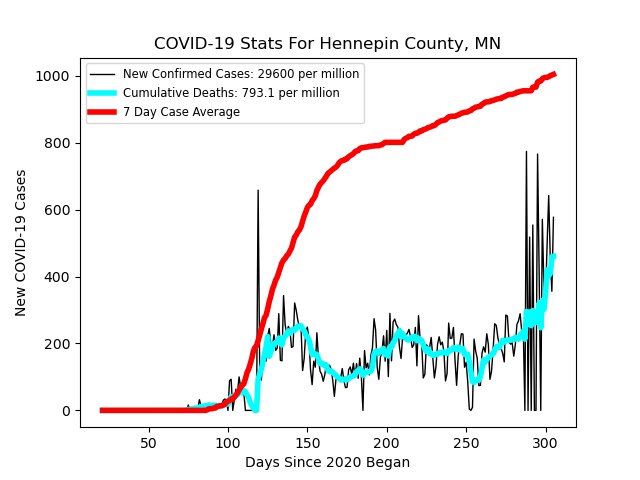 COVID-19 Stats For Hennepin County, MN
New Confirmed Cases: 29600 per million
Cumulative Deaths: 793.1 per million
7 Day Case Average
New COVID-19 Cases
1000
800
600
400
200
0
50 100 150 200 250 300
Days Since 2020 Began